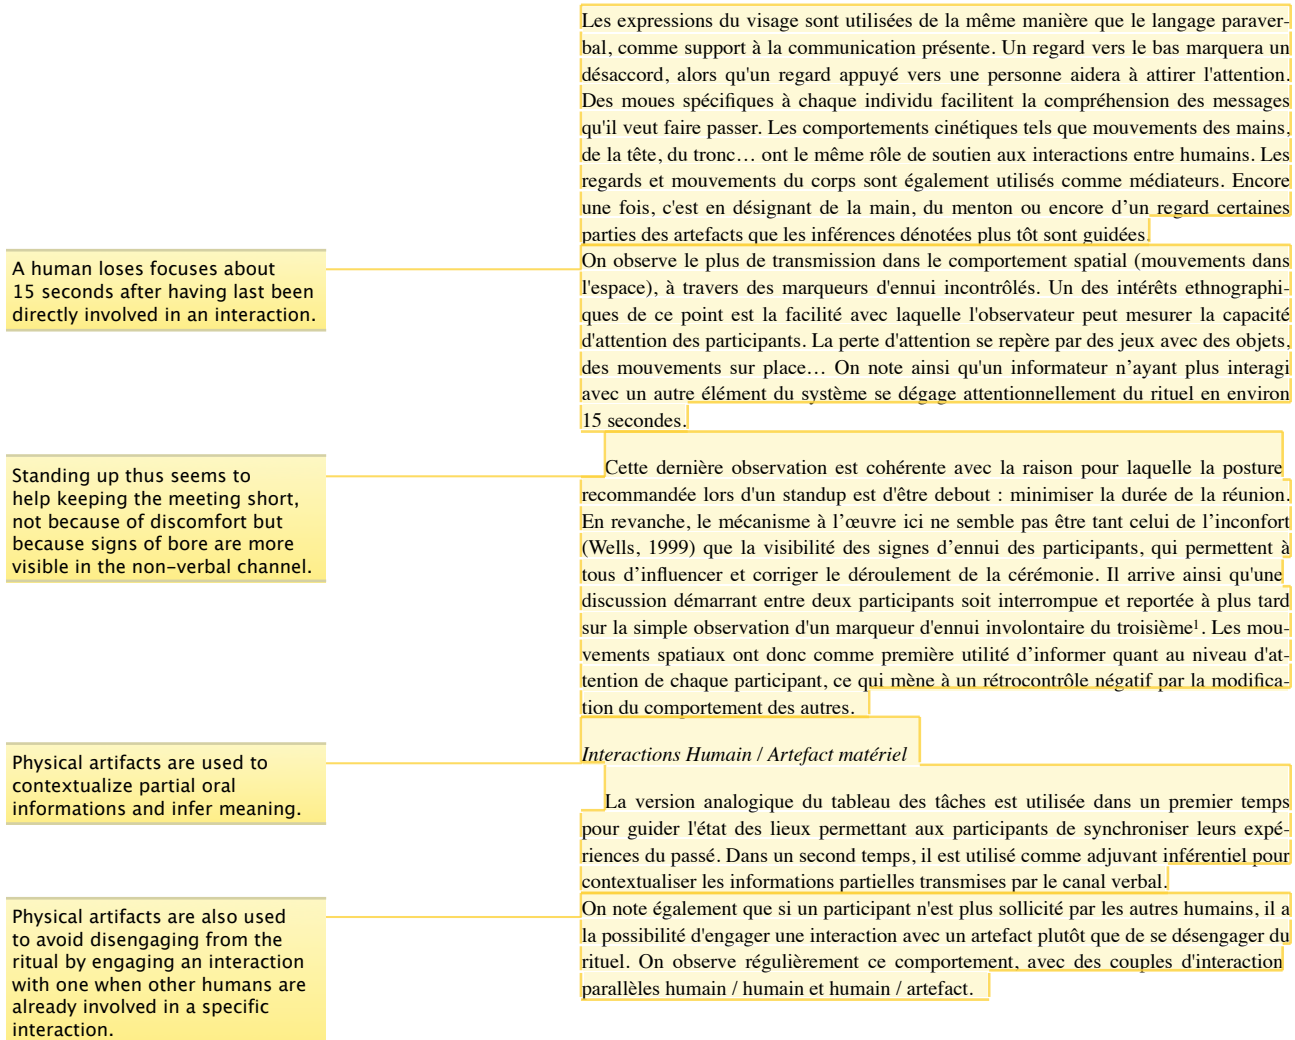 Les expressions du visage sont utilisées de la même manière que le langage paraver-
bal, comme support à la communication présente. Un regard vers le bas marquera un
désaccord, alors qu'un regard appuyé vers une personne aidera à attirer l'attention.
Des moues spécifiques à chaque individu facilitent la compréhension des messages
qu'il veut faire passer. Les comportements cinétiques tels que mouvements des mains,
de la tête, du tronc… ont le même rôle de soutien aux interactions entre humains. Les
regards et mouvements du corps sont également utilisés comme médiateurs. Encore
une fois, c'est en désignant de la main, du menton ou encore d’un regard certaines
parties des artefacts que les inférences dénotées plus tôt sont guidées.
A human loses focuses about
15 seconds after having last been
directly involved in an interaction.
On observe le plus de transmission dans le comportement spatial (mouvements dans
l'espace), à travers des marqueurs d'ennui incontrôlés. Un des intérêts ethnographi-
ques de ce point est la facilité avec laquelle l'observateur peut mesurer la capacité
d'attention des participants. La perte d'attention se repère par des jeux avec des objets,
des mouvements sur place… On note ainsi qu'un informateur n’ayant plus interagi
avec un autre élément du système se dégage attentionnellement du rituel en environ
15 secondes.
Standing up thus seems to
help keeping the meeting short,
not because of discomfort but
because signs of bore are more
visible in the non-verbal channel.
Cette dernière observation est cohérente avec la raison pour laquelle la posture
recommandée lors d'un standup est d'être debout : minimiser la durée de la réunion.
En revanche, le mécanisme à l’œuvre ici ne semble pas être tant celui de l’inconfort
(Wells, 1999) que la visibilité des signes d’ennui des participants, qui permettent à
tous d’influencer et corriger le déroulement de la cérémonie. Il arrive ainsi qu'une
discussion démarrant entre deux participants soit interrompue et reportée à plus tard
sur la simple observation d'un marqueur d'ennui involontaire du troisième¹. Les mou-
vements spatiaux ont donc comme première utilité d’informer quant au niveau d'at-
tention de chaque participant, ce qui mène à un rétrocontrôle négatif par la modifica-
tion du comportement des autres.
Physical artifacts are used to
contextualize partial oral
informations and infer meaning.
Interactions Humain / Artefact matériel
La version analogique du tableau des tâches est utilisée dans un premier temps
pour guider l'état des lieux permettant aux participants de synchroniser leurs expé-
riences du passé. Dans un second temps, il est utilisé comme adjuvant inférentiel pour
contextualiser les informations partielles transmises par le canal verbal.
Physical artifacts are also used
to avoid disengaging from the
ritual by engaging an interaction
with one when other humans are
already involved in a specific
interaction.
On note également que si un participant n'est plus sollicité par les autres humains, il a
la possibilité d'engager une interaction avec un artefact plutôt que de se désengager du
rituel. On observe régulièrement ce comportement, avec des couples d'interaction
parallèles humain / humain et humain / artefact.